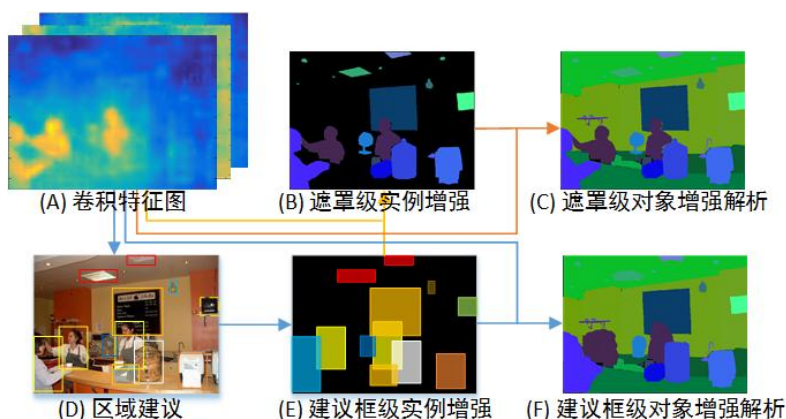 (A) 卷积特征图
(B) 遮罩级实例增强
(C) 遮罩级对象增强解析
(D) 区域建议
(E) 建议框级实例增强
(F) 建议框级对象增强解析